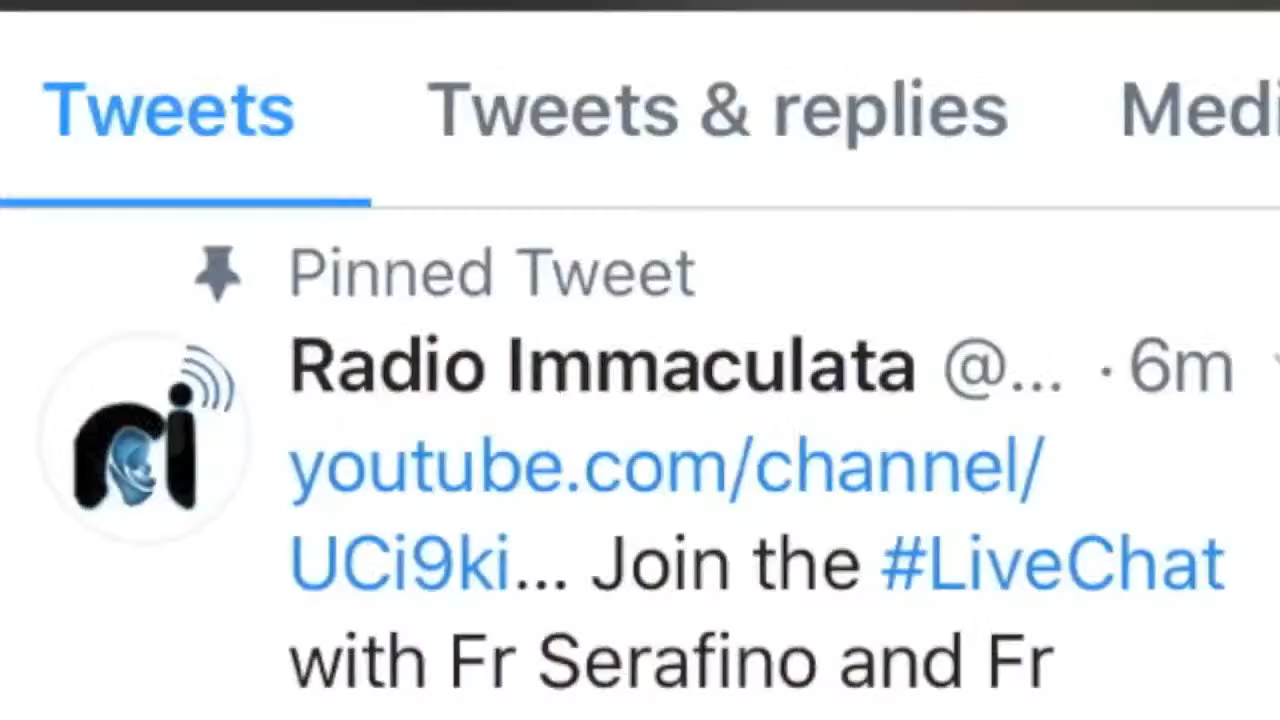 Tweets Tweets & replies Medi
Pinned Tweet
Radio Immaculata @... · 6m
youtube.com/channel/
UCi9ki... Join the #LiveChat
with Fr Serafino and Fr